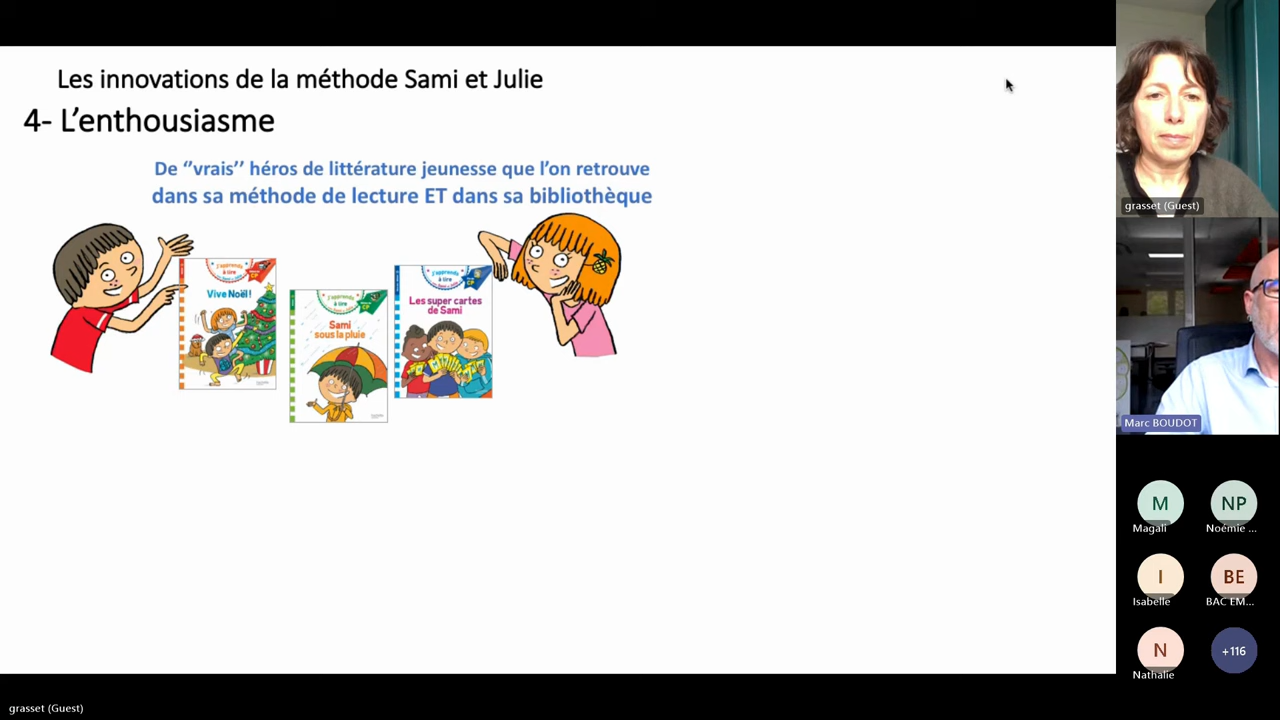 Les innovations de la méthode Sami et Julie
4- L'enthousiasme
De ‘'vrais’' héros de littérature jeunesse que l'on retrouve
dans sa méthode de lecture ET dans sa bibliothèque
J'apprends
à lire
CP
Vive Noël !
J'apprends
à lire
CP
Sami
sous la pluie
J'apprends
à lire
CP
Les super cartes
de Sami
grasset (Guest)
Marc BOUDOT
M
Magali
NP
Noémie ...
I
Isabelle
BE
BAC EM...
N
Nathalie
+116
grasset (Guest)